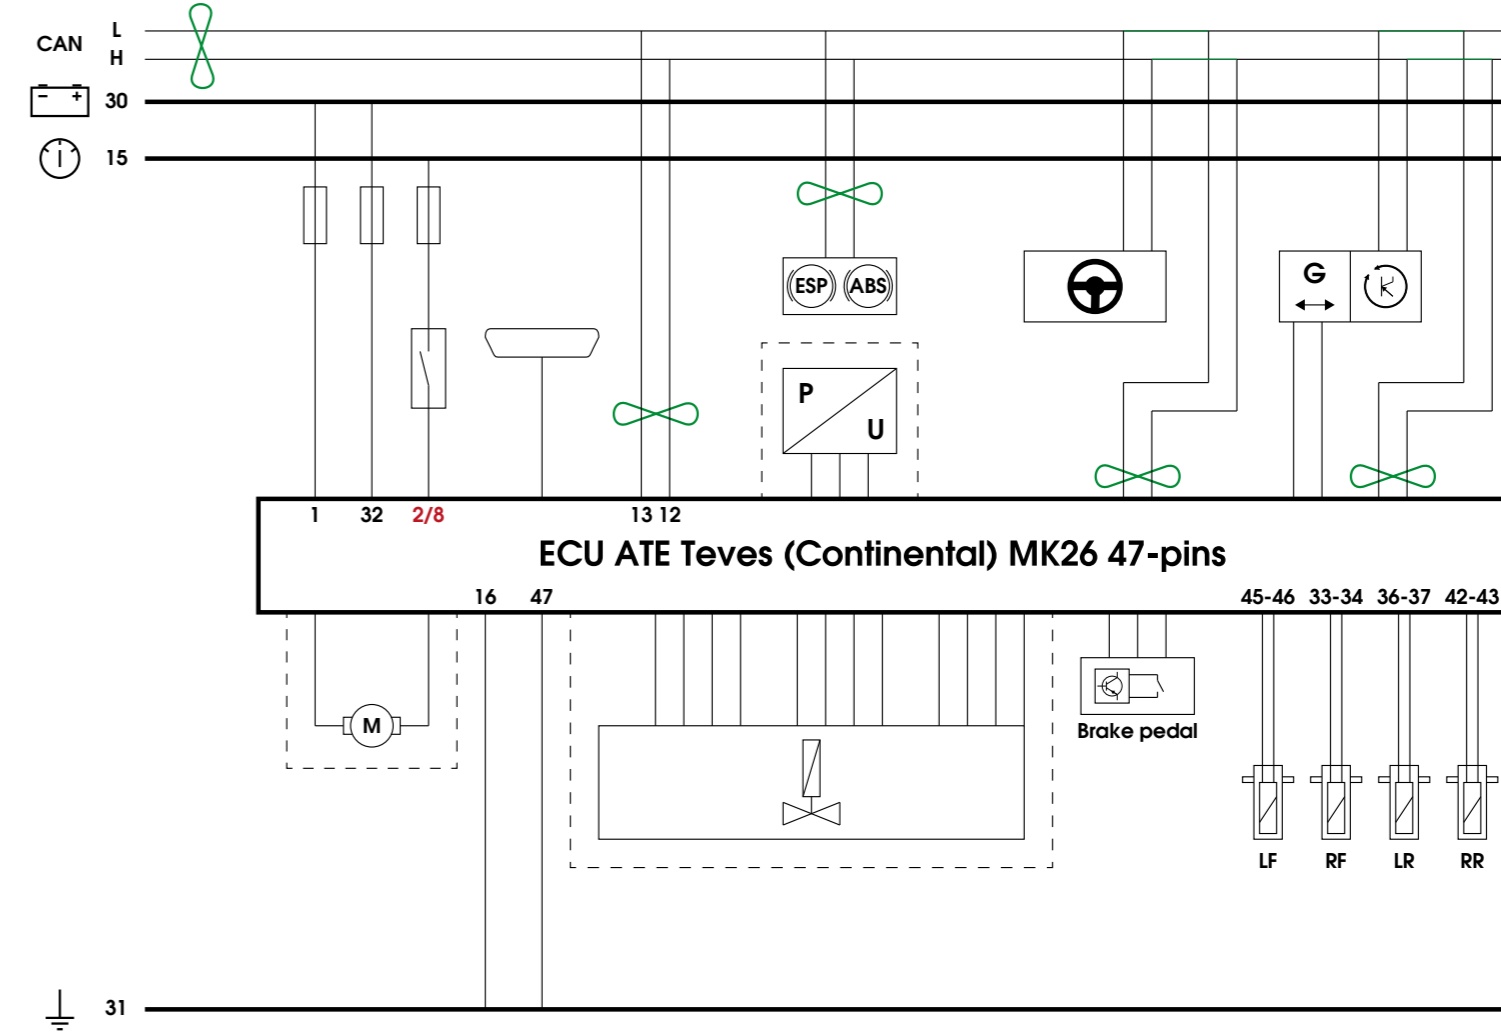 L
CAN
H
- + 30
15
G
ESP ABS
P
U
1 32 2/8 13 12
ECU ATE Teves (Continental) MK26 47-pins
16 47 45-46 33-34 36-37 42-43
M
Brake pedal
LF RF LR RR
31